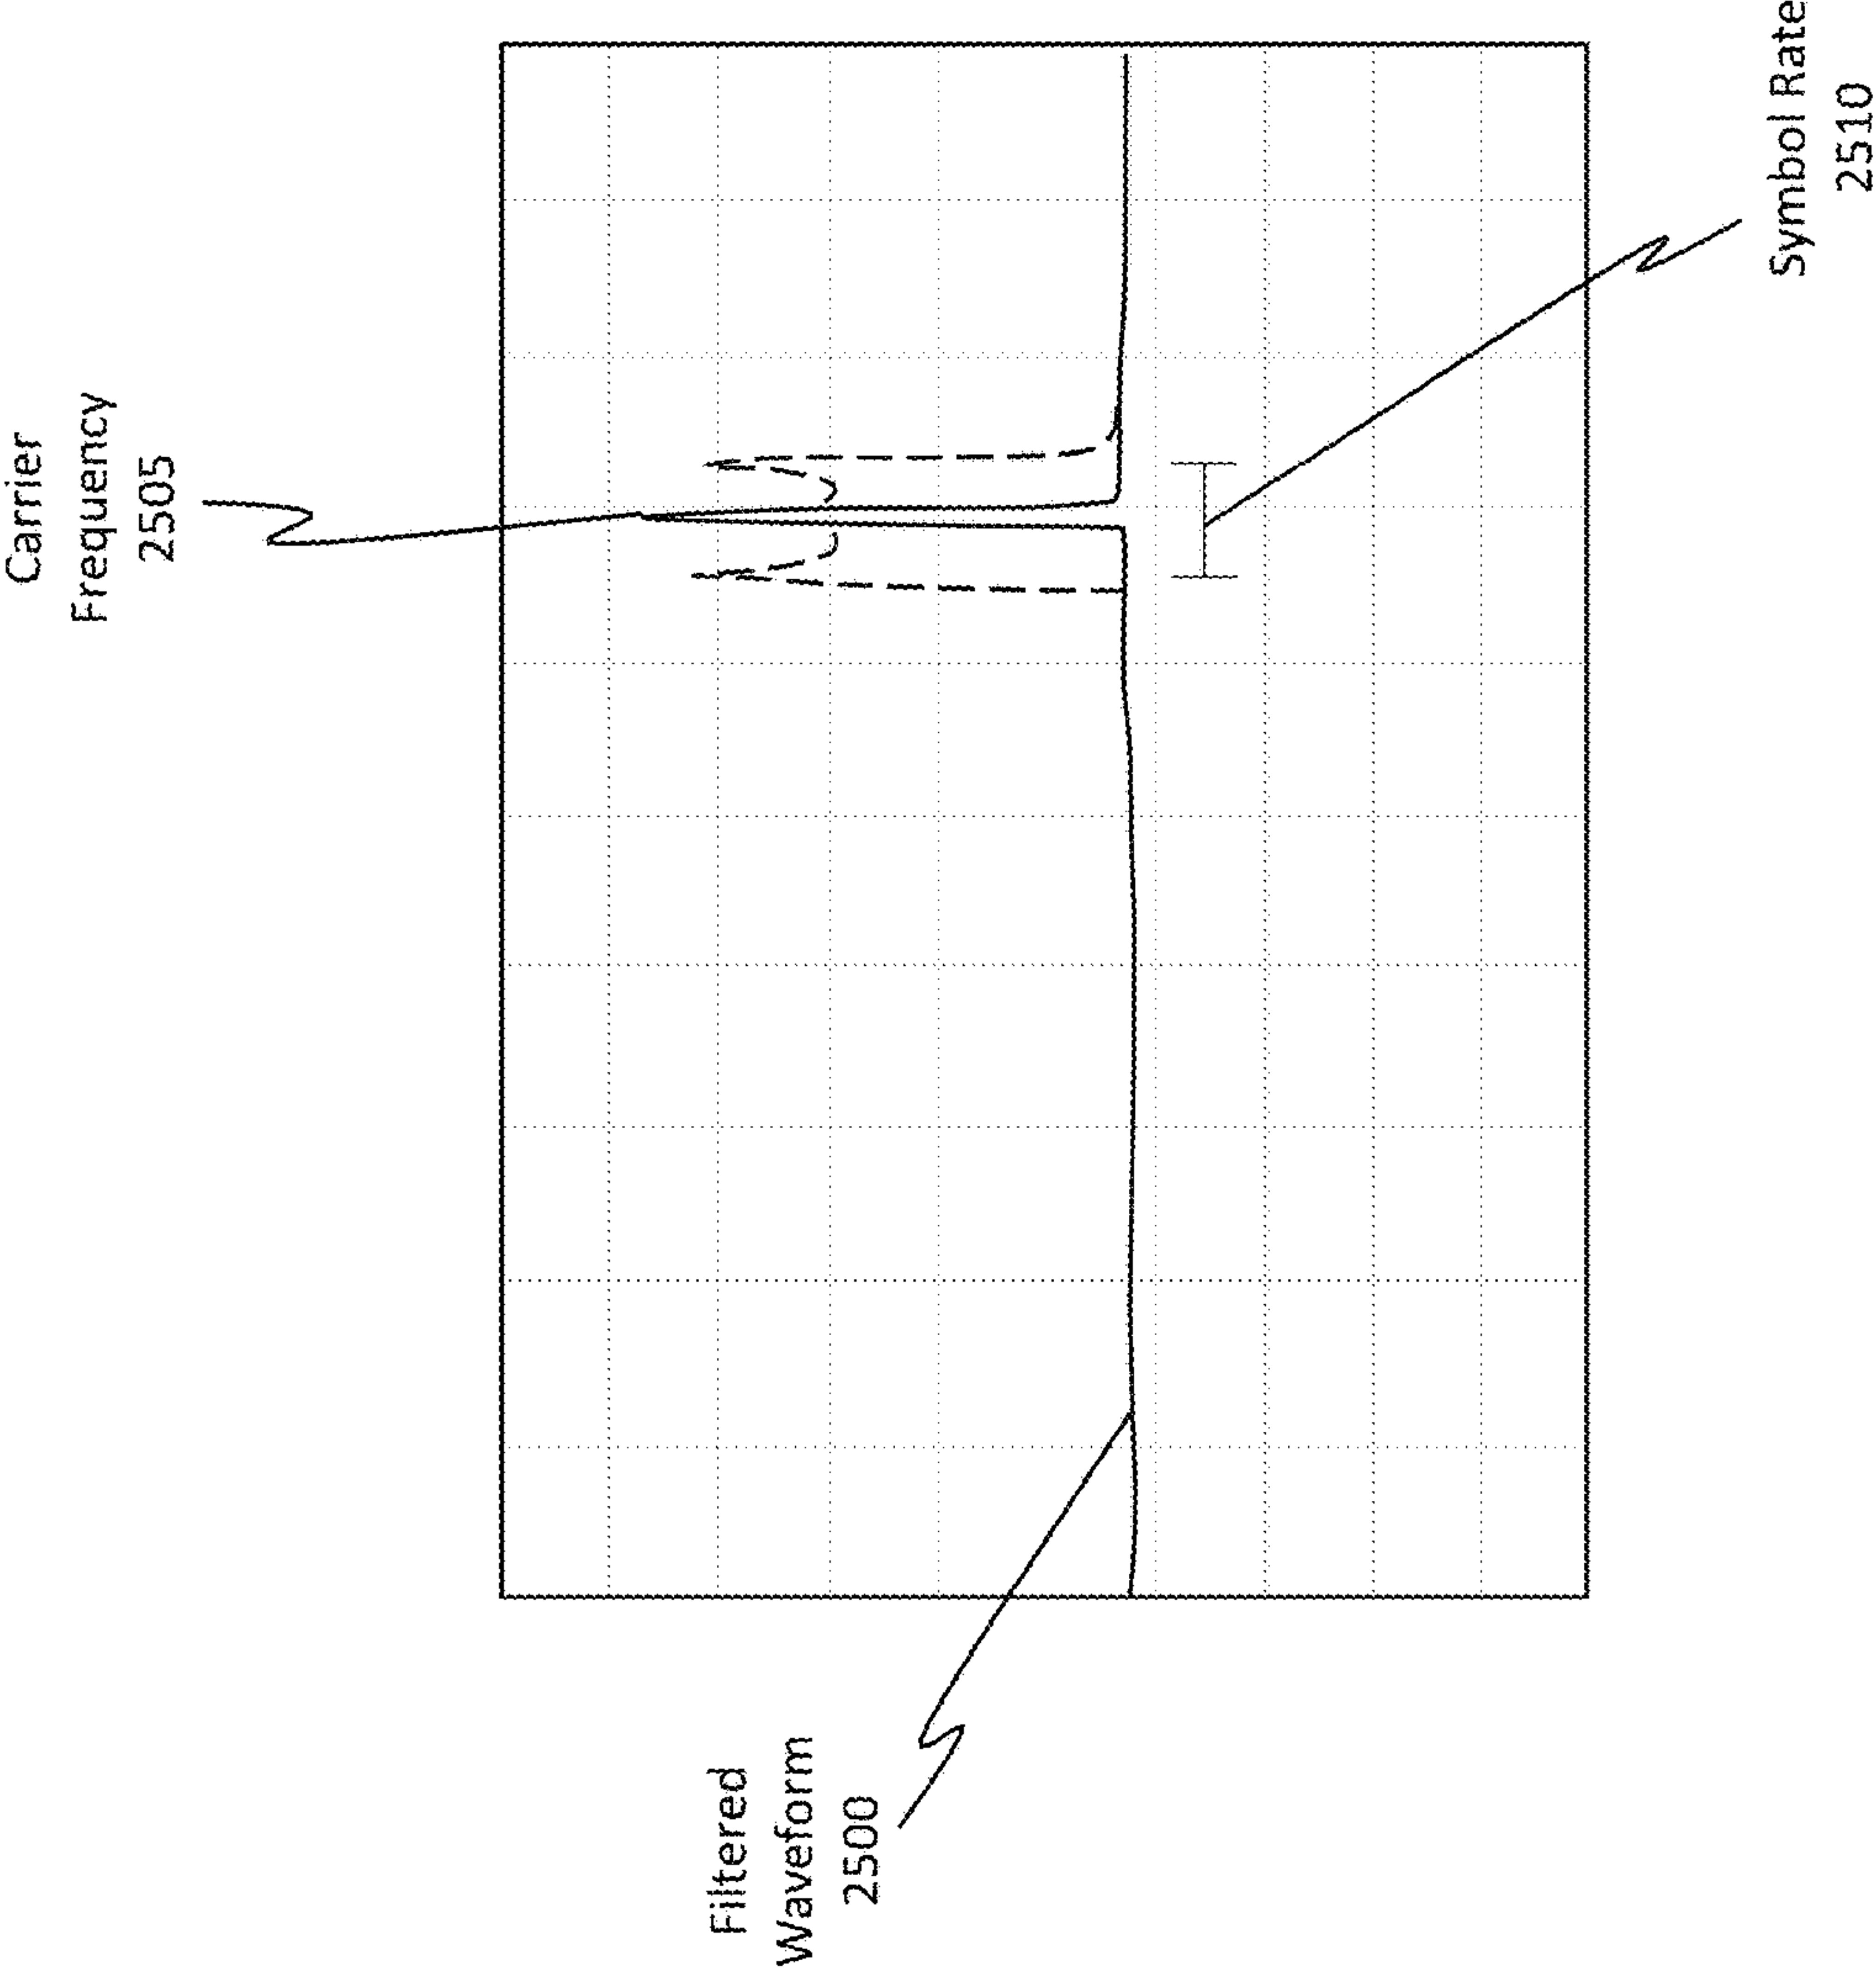 Carrier
Frequency
2505
Filtered
Waveform
2500
Symbol Rate
2510